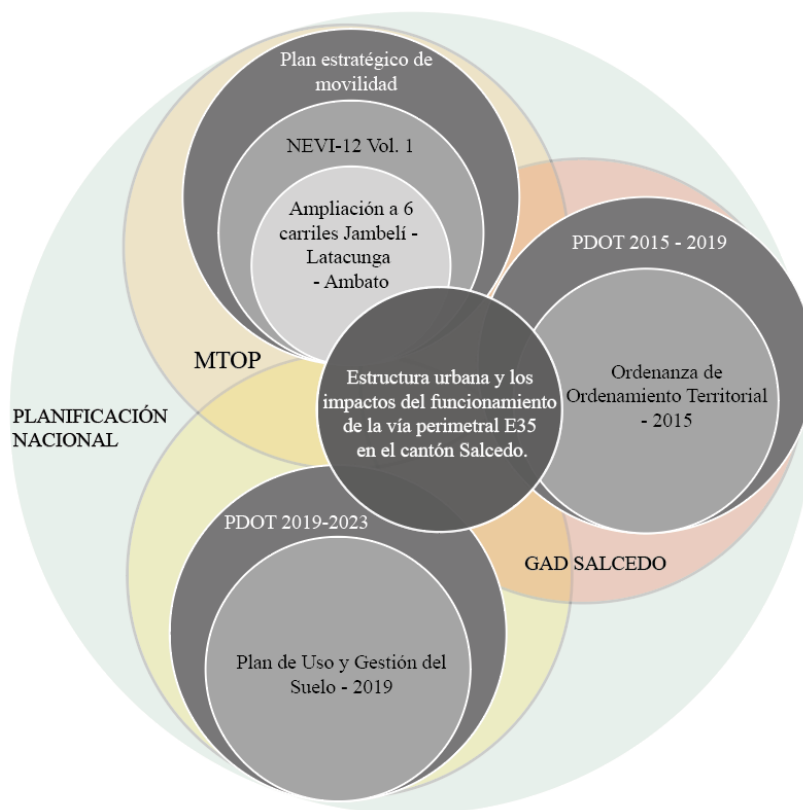 Plan estratégico de
movilidad
NEVI-12 Vol. 1
Ampliación a 6
carriles Jambelí -
Latacunga
- Ambato
MTOP
PLANIFICACIÓN
NACIONAL
PDOT 2015 - 2019
Ordenanza de
Ordenamiento Territorial
- 2015
Estructura urbana y los
impactos del funcionamiento
de la vía perimetral E35
en el cantón Salcedo.
GAD SALCEDO
PDOT 2019-2023
Plan de Uso y Gestión del
Suelo - 2019